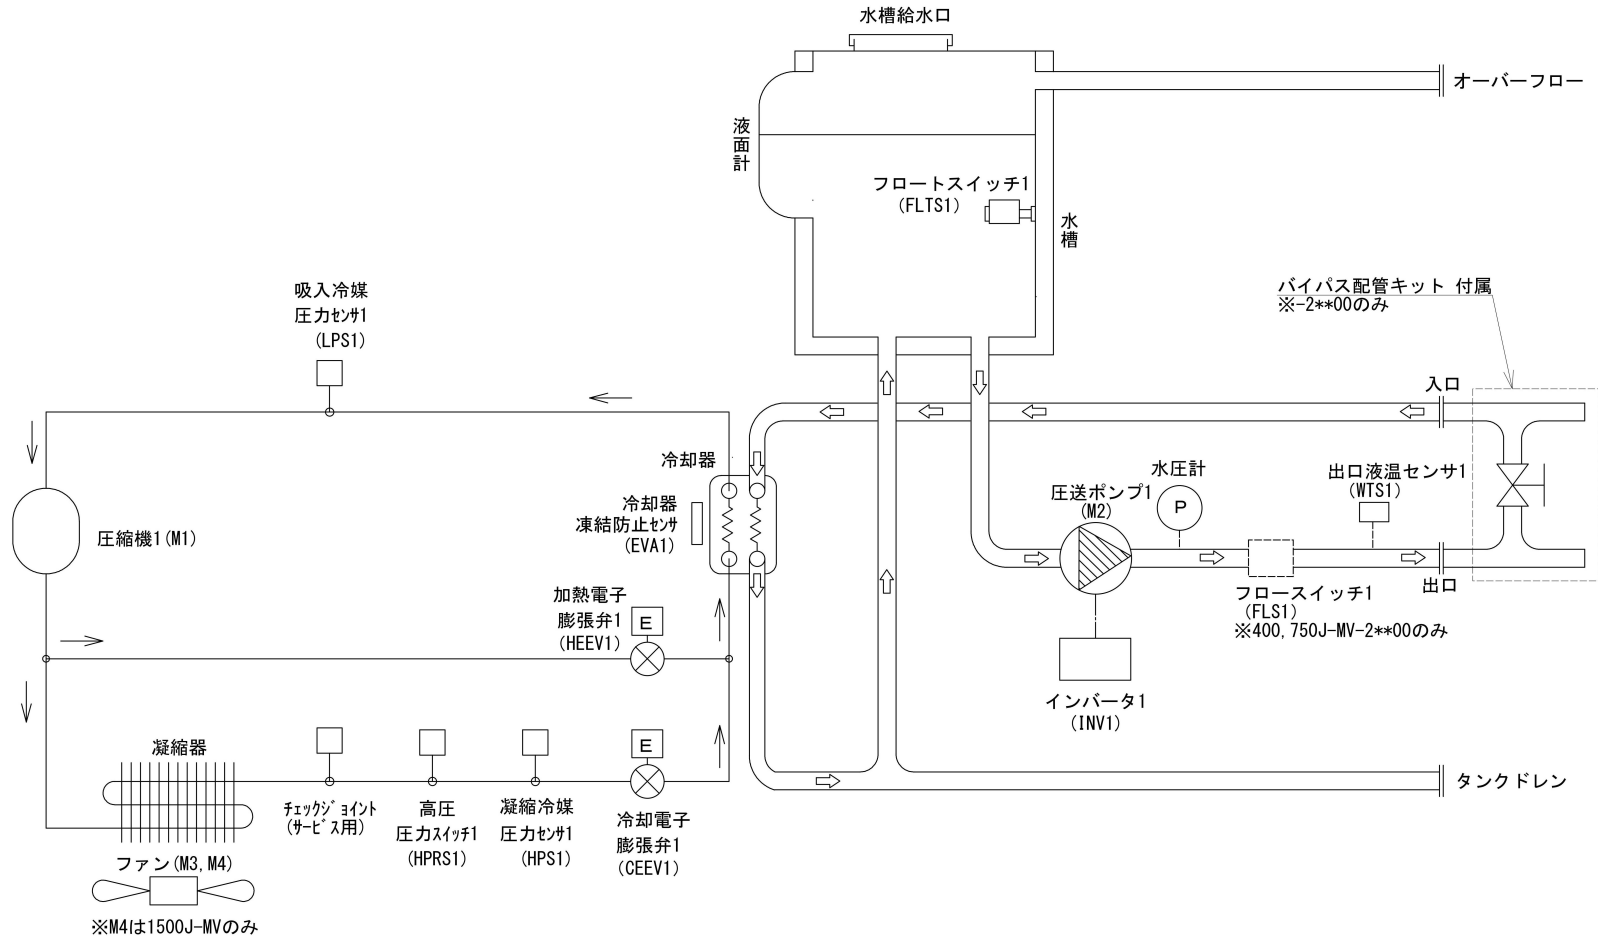 水槽給水口
オーバーフロー
液面計
フロートスイッチ1
(FLTS1)
水槽
吸入冷媒
圧力ｾﾝｻ1
(LPS1)
バイパス配管キット 付属
※-2**00のみ
入口
冷却器
冷却器
凍結防止ｾﾝｻ
(EVA1)
圧縮機1(M1)
圧送ポンプ1
(M2)
水圧計
P
出口液温センサ1
(WTS1)
出口
フロースイッチ1
(FLS1)
※400,750J-MV-2**00のみ
加熱電子
膨張弁1
(HEEV1)
E
インバータ1
(INV1)
凝縮器
E
チェックｼﾞｮイント
(ｻｰﾋﾞｽ用)
高圧
圧力ｽｲｯﾁ1
(HPRS1)
凝縮冷媒
圧力ｾﾝｻ1
(HPS1)
冷却電子
膨張弁1
(CEEV1)
タンクドレン
ファン(M3,M4)
※M4は1500J-MVのみ